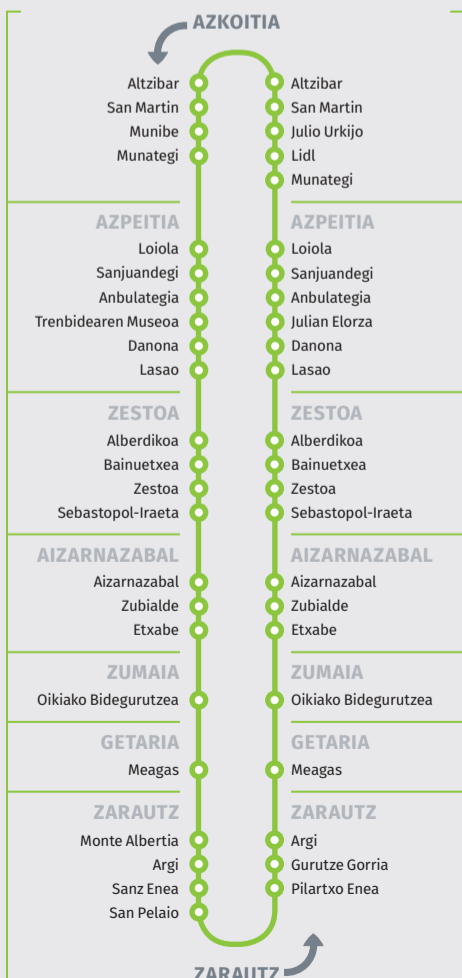 AZKOITIA
Altzibar
San Martin
Munibe
Munategi
AZPEITIA
Loiola
Sanjuandegi
Anbulategia
Trenbidearen Museoa
Danona
Lasao
ZESTOA
Alberdikoa
Bainuetxea
Zestoa
Sebastopol-Iraeta
AIZARNAZABAL
Aizarnazabal
Zubialde
Etxabe
ZUMAIA
Oikiako Bidegurutzea
GETARIA
Meagas
ZARAUTZ
Monte Albertia
Argi
Sanz Enea
San Pelaio
Altzibar
San Martin
Julio Urkijo
Lidl
Munategi
AZPEITIA
Loiola
Sanjuandegi
Anbulategia
Julian Elorza
Danona
Lasao
ZESTOA
Alberdikoa
Bainuetxea
Zestoa
Sebastopol-Iraeta
AIZARNAZABAL
Aizarnazabal
Zubialde
Etxabe
ZUMAIA
Oikiako Bidegurutzea
GETARIA
Meagas
ZARAUTZ
Argi
Gurutze Gorria
Pilartxo Enea
ZARAUTZ